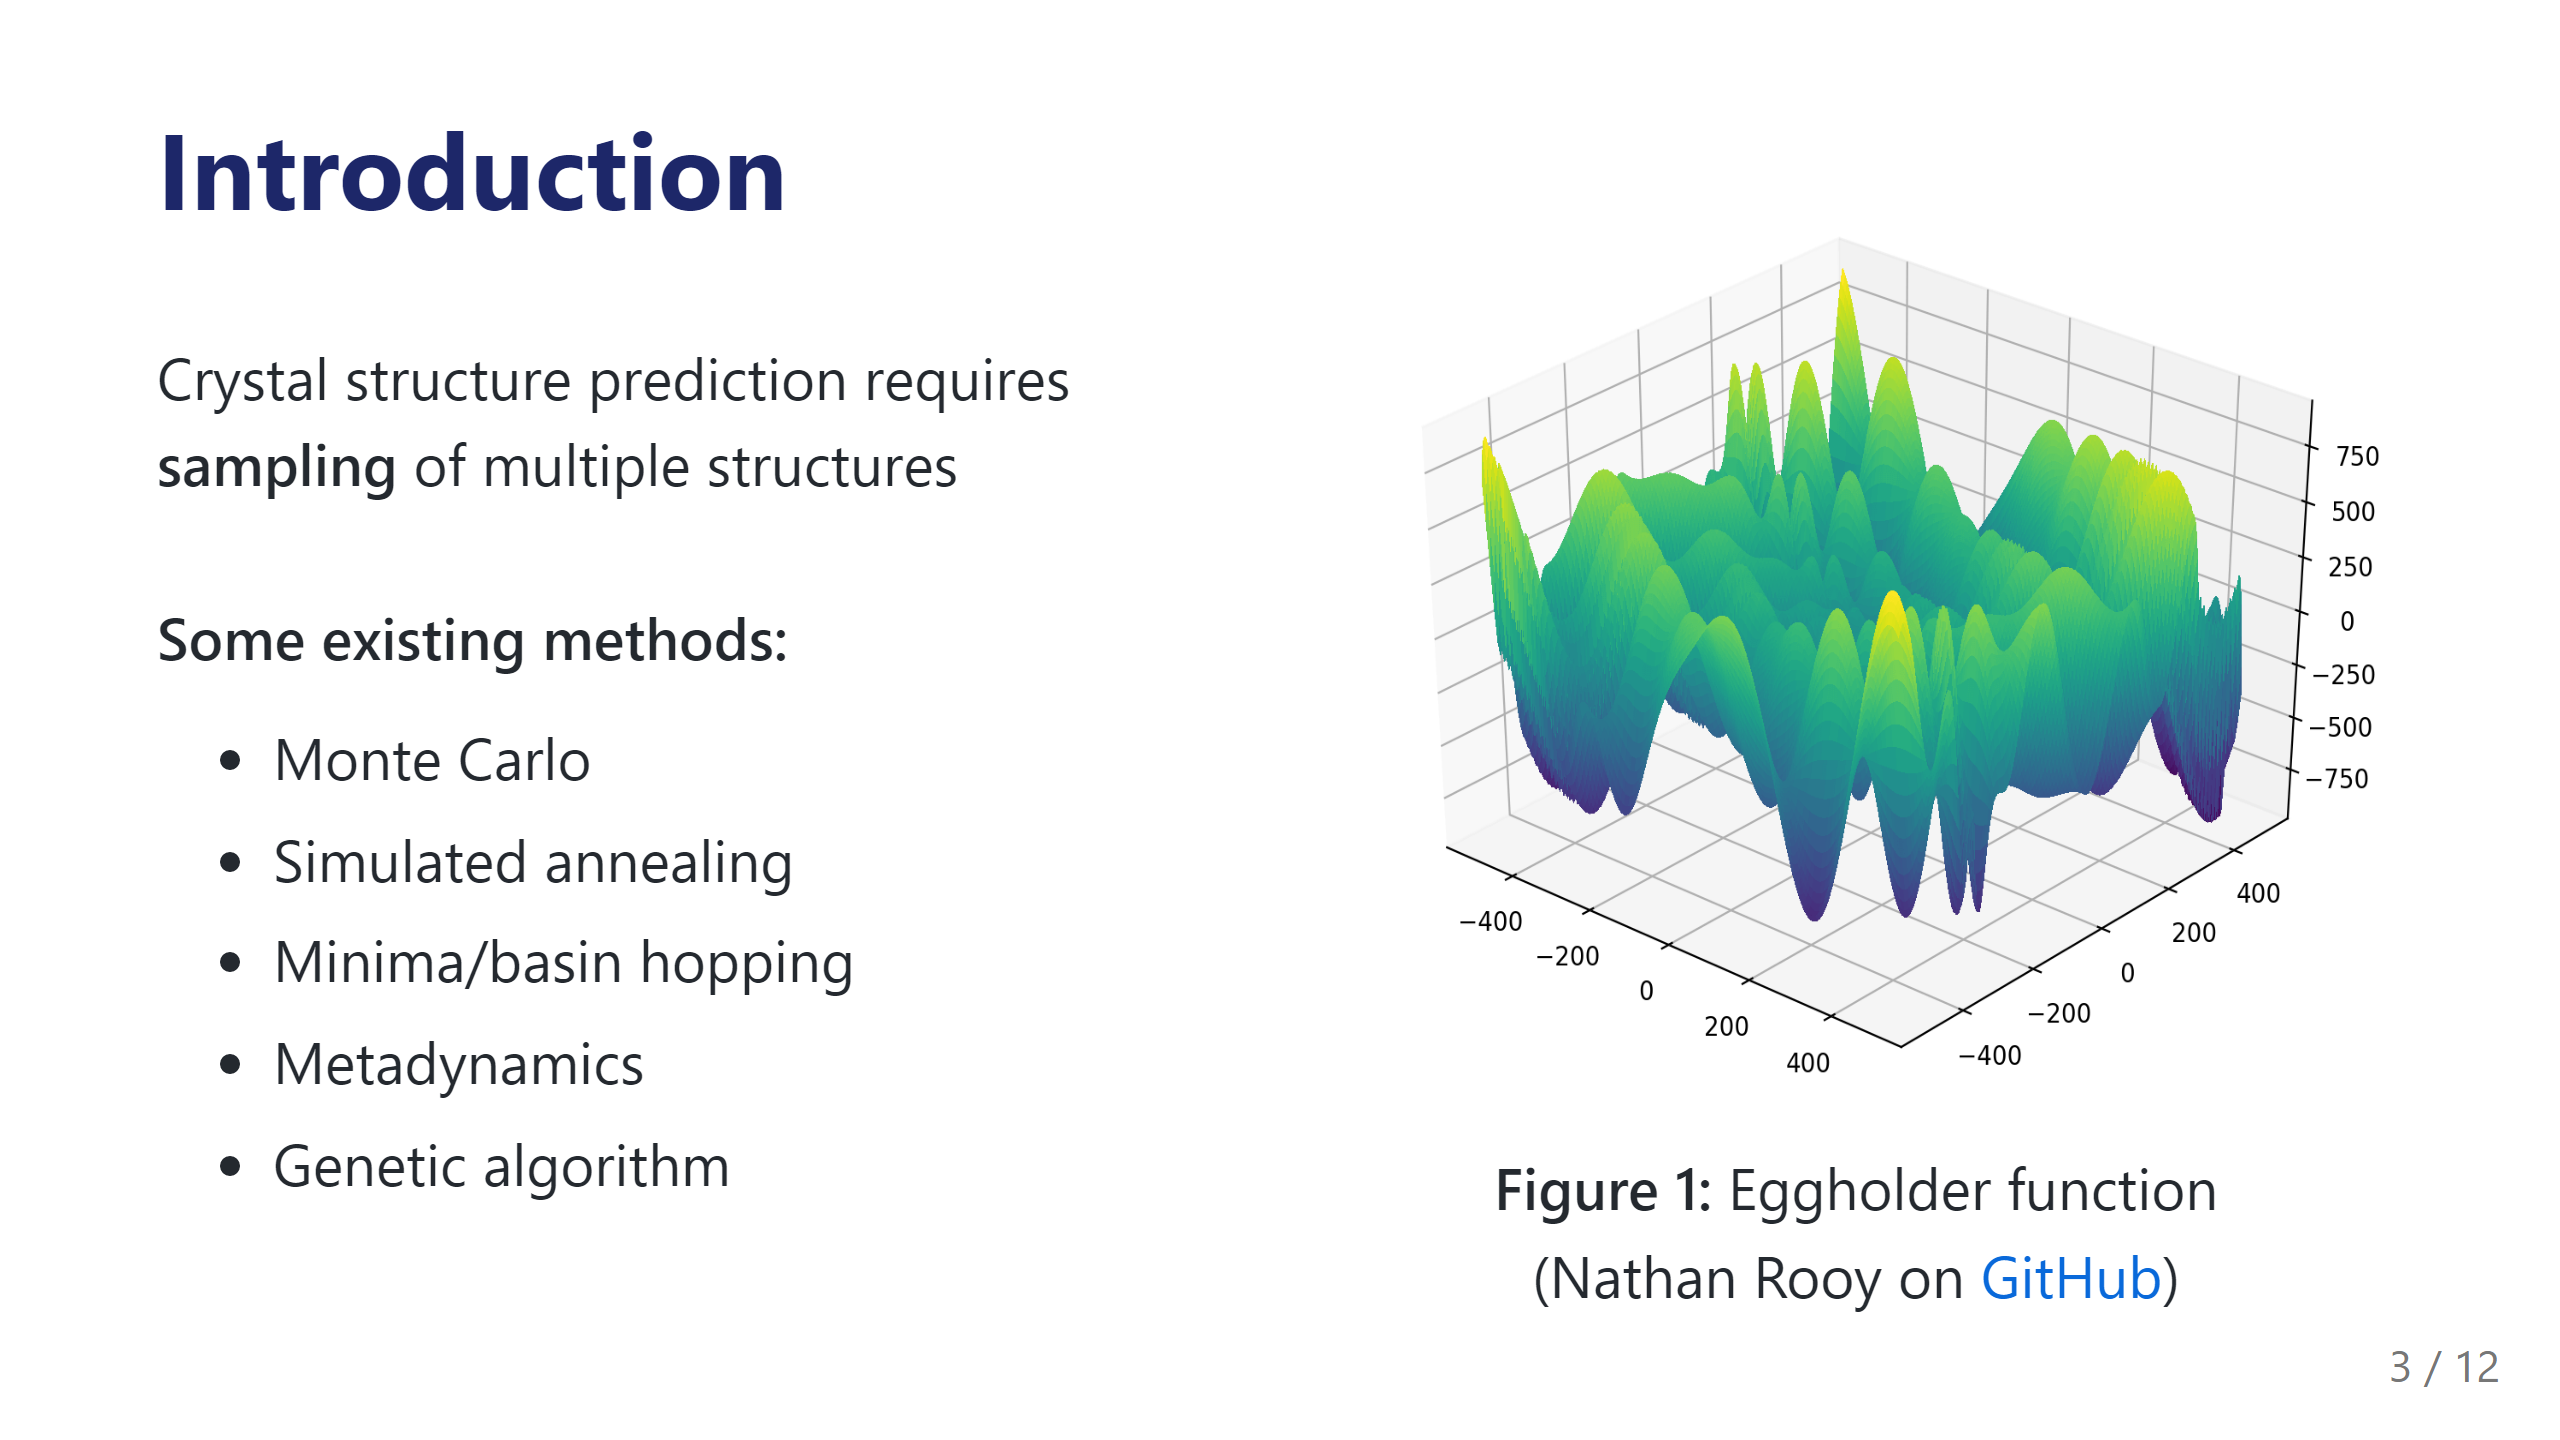 Introduction
Crystal structure prediction requires
sampling of multiple structures
Some existing methods:
• Monte Carlo
• Simulated annealing
• Minima/basin hopping
• Metadynamics
• Genetic algorithm
750
500
250
0
−250
−500
−750
−400
−200
0
200
400
400
200
0
−200
−400
Figure 1: Eggholder function
(Nathan Rooy on GitHub)
3 / 12